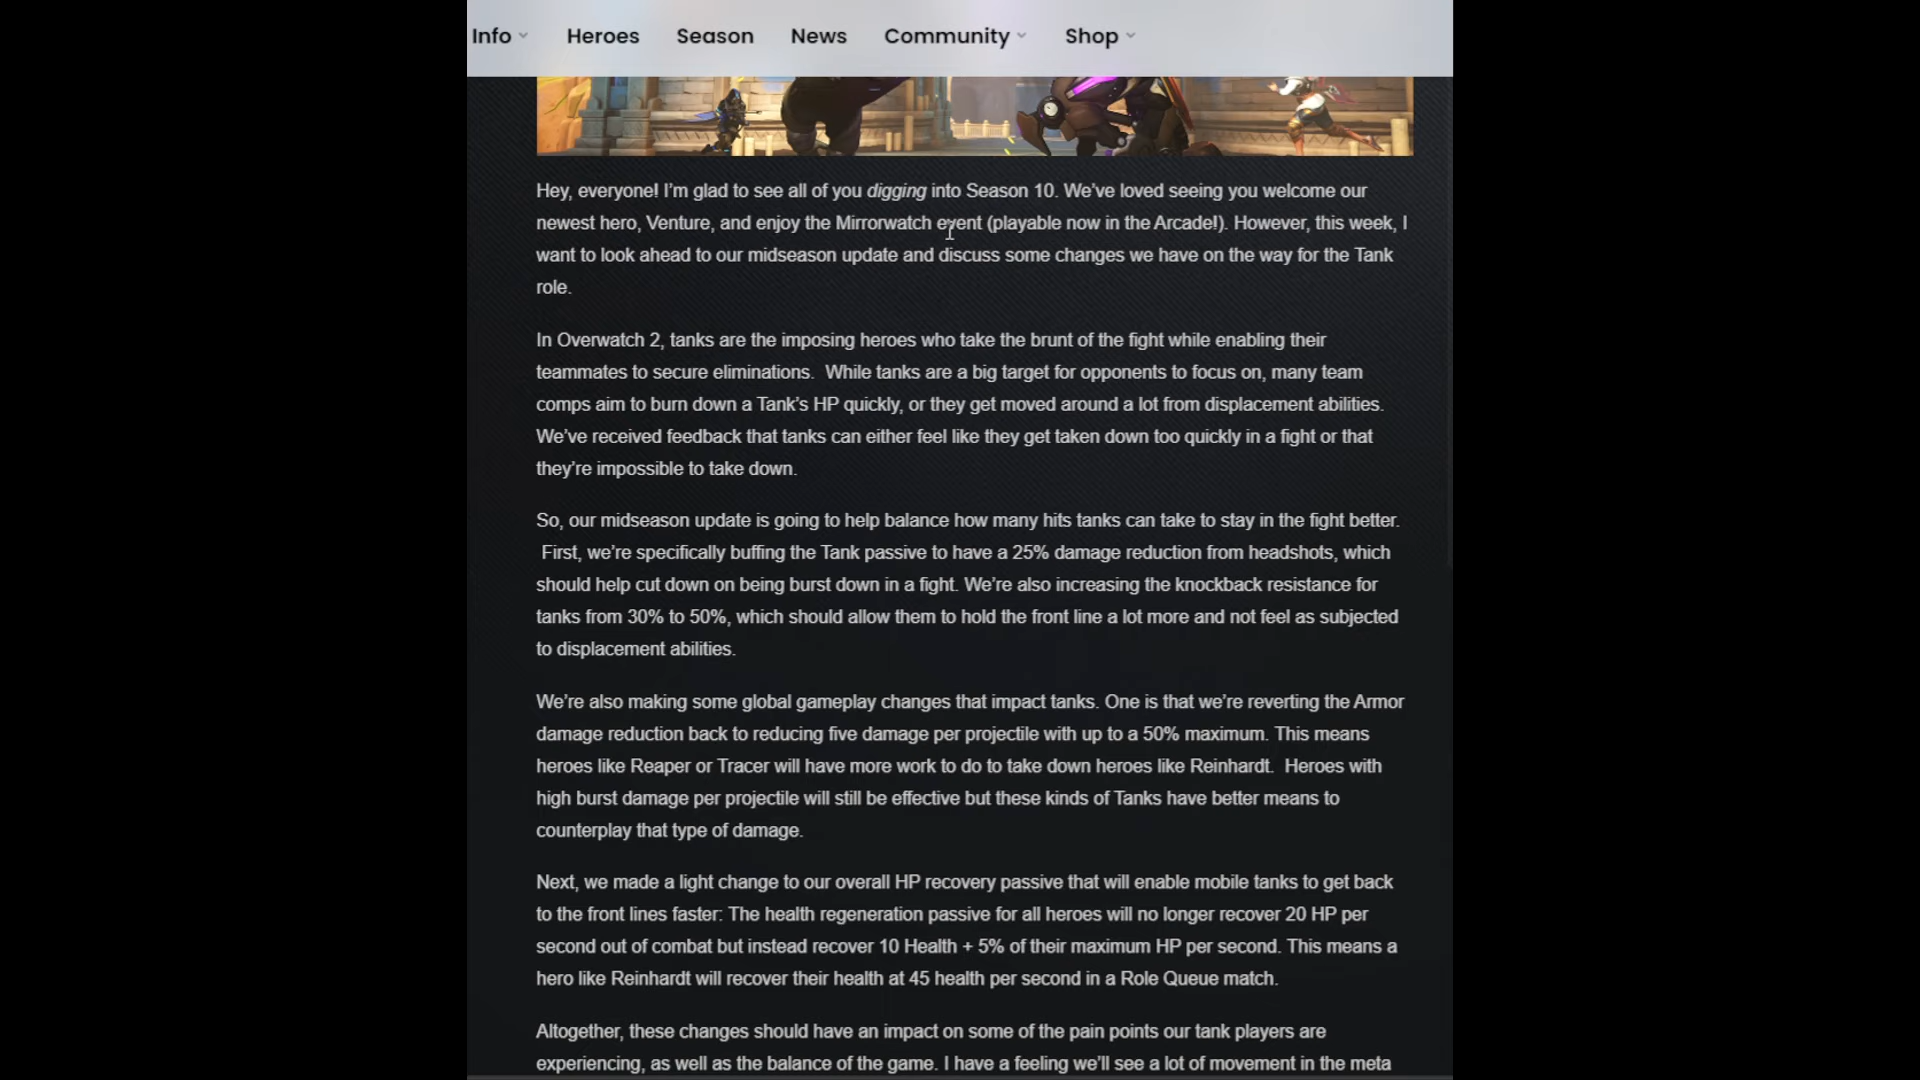 Info Heroes Season News Community Shop
Hey, everyone! I’m glad to see all of you digging into Season 10. We’ve loved seeing you welcome our
newest hero, Venture, and enjoy the Mirrorwatch event (playable now in the Arcade!). However, this week, I
want to look ahead to our midseason update and discuss some changes we have on the way for the Tank
role.
In Overwatch 2, tanks are the imposing heroes who take the brunt of the fight while enabling their
teammates to secure eliminations.  While tanks are a big target for opponents to focus on, many team
comps aim to burn down a Tank’s HP quickly, or they get moved around a lot from displacement abilities.
We’ve received feedback that tanks can either feel like they get taken down too quickly in a fight or that
they’re impossible to take down.
So, our midseason update is going to help balance how many hits tanks can take to stay in the fight better.
First, we’re specifically buffing the Tank passive to have a 25% damage reduction from headshots, which
should help cut down on being burst down in a fight. We’re also increasing the knockback resistance for
tanks from 30% to 50%, which should allow them to hold the front line a lot more and not feel as subjected
to displacement abilities.
We’re also making some global gameplay changes that impact tanks. One is that we’re reverting the Armor
damage reduction back to reducing five damage per projectile with up to a 50% maximum. This means
heroes like Reaper or Tracer will have more work to do to take down heroes like Reinhardt.  Heroes with
high burst damage per projectile will still be effective but these kinds of Tanks have better means to
counterplay that type of damage.
Next, we made a light change to our overall HP recovery passive that will enable mobile tanks to get back
to the front lines faster: The health regeneration passive for all heroes will no longer recover 20 HP per
second out of combat but instead recover 10 Health + 5% of their maximum HP per second. This means a
hero like Reinhardt will recover their health at 45 health per second in a Role Queue match.
Altogether, these changes should have an impact on some of the pain points our tank players are
experiencing, as well as the balance of the game. I have a feeling we’ll see a lot of movement in the meta